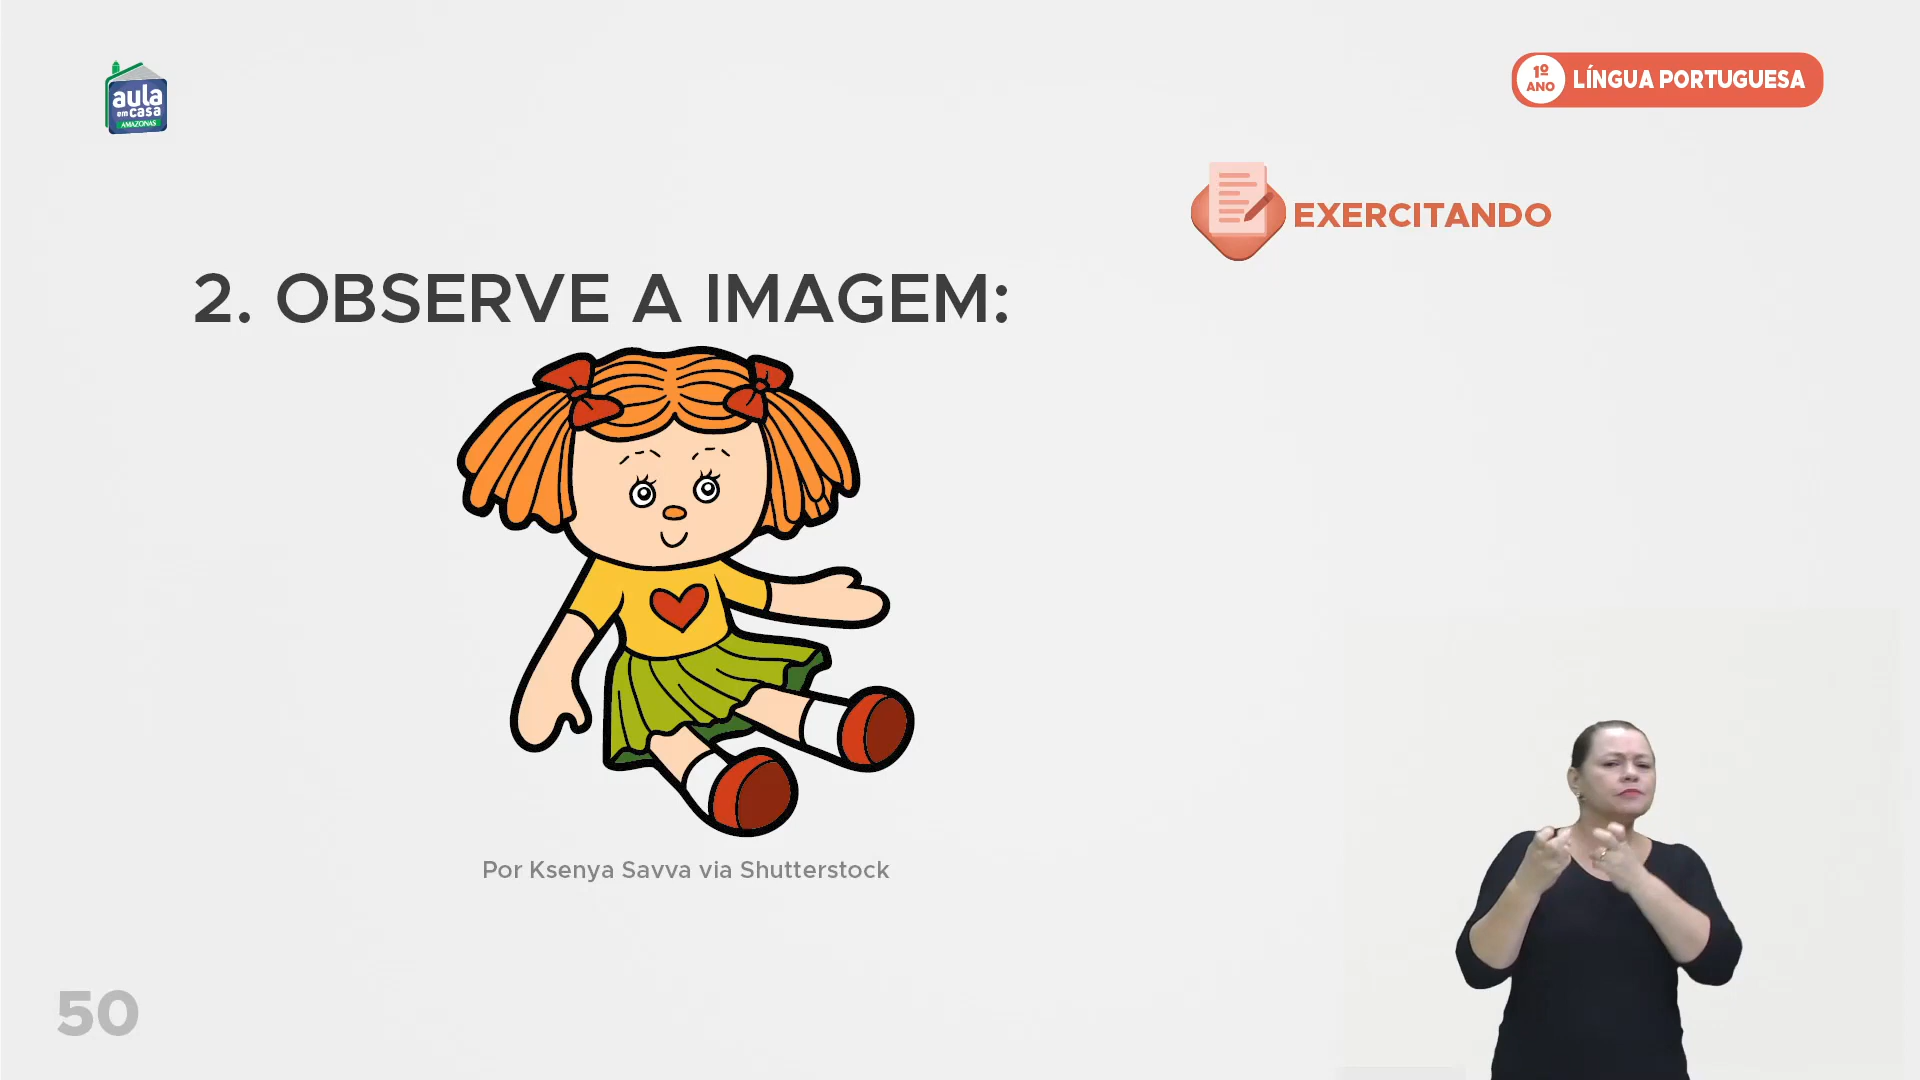 aula
em casa
AMAZONAS
1º
ANO
LÍNGUA PORTUGUESA
EXERCITANDO
2. OBSERVE A IMAGEM:
Por Ksenya Savva via Shutterstock
50